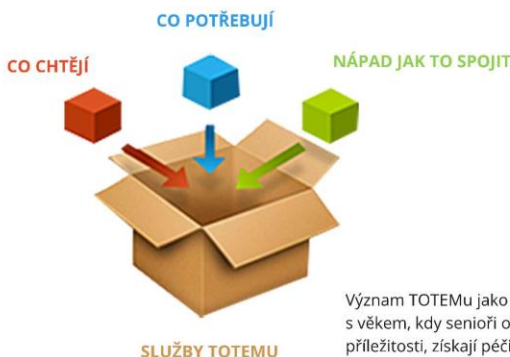 CO POTŘEBUJÍ
CO CHTĚJÍ
NÁPAD JAK TO SPOJIT
SLUŽBY TOTEMU
Význam TOTEMu jako
s věkem, kdy senioři o
příležitosti, získají péči